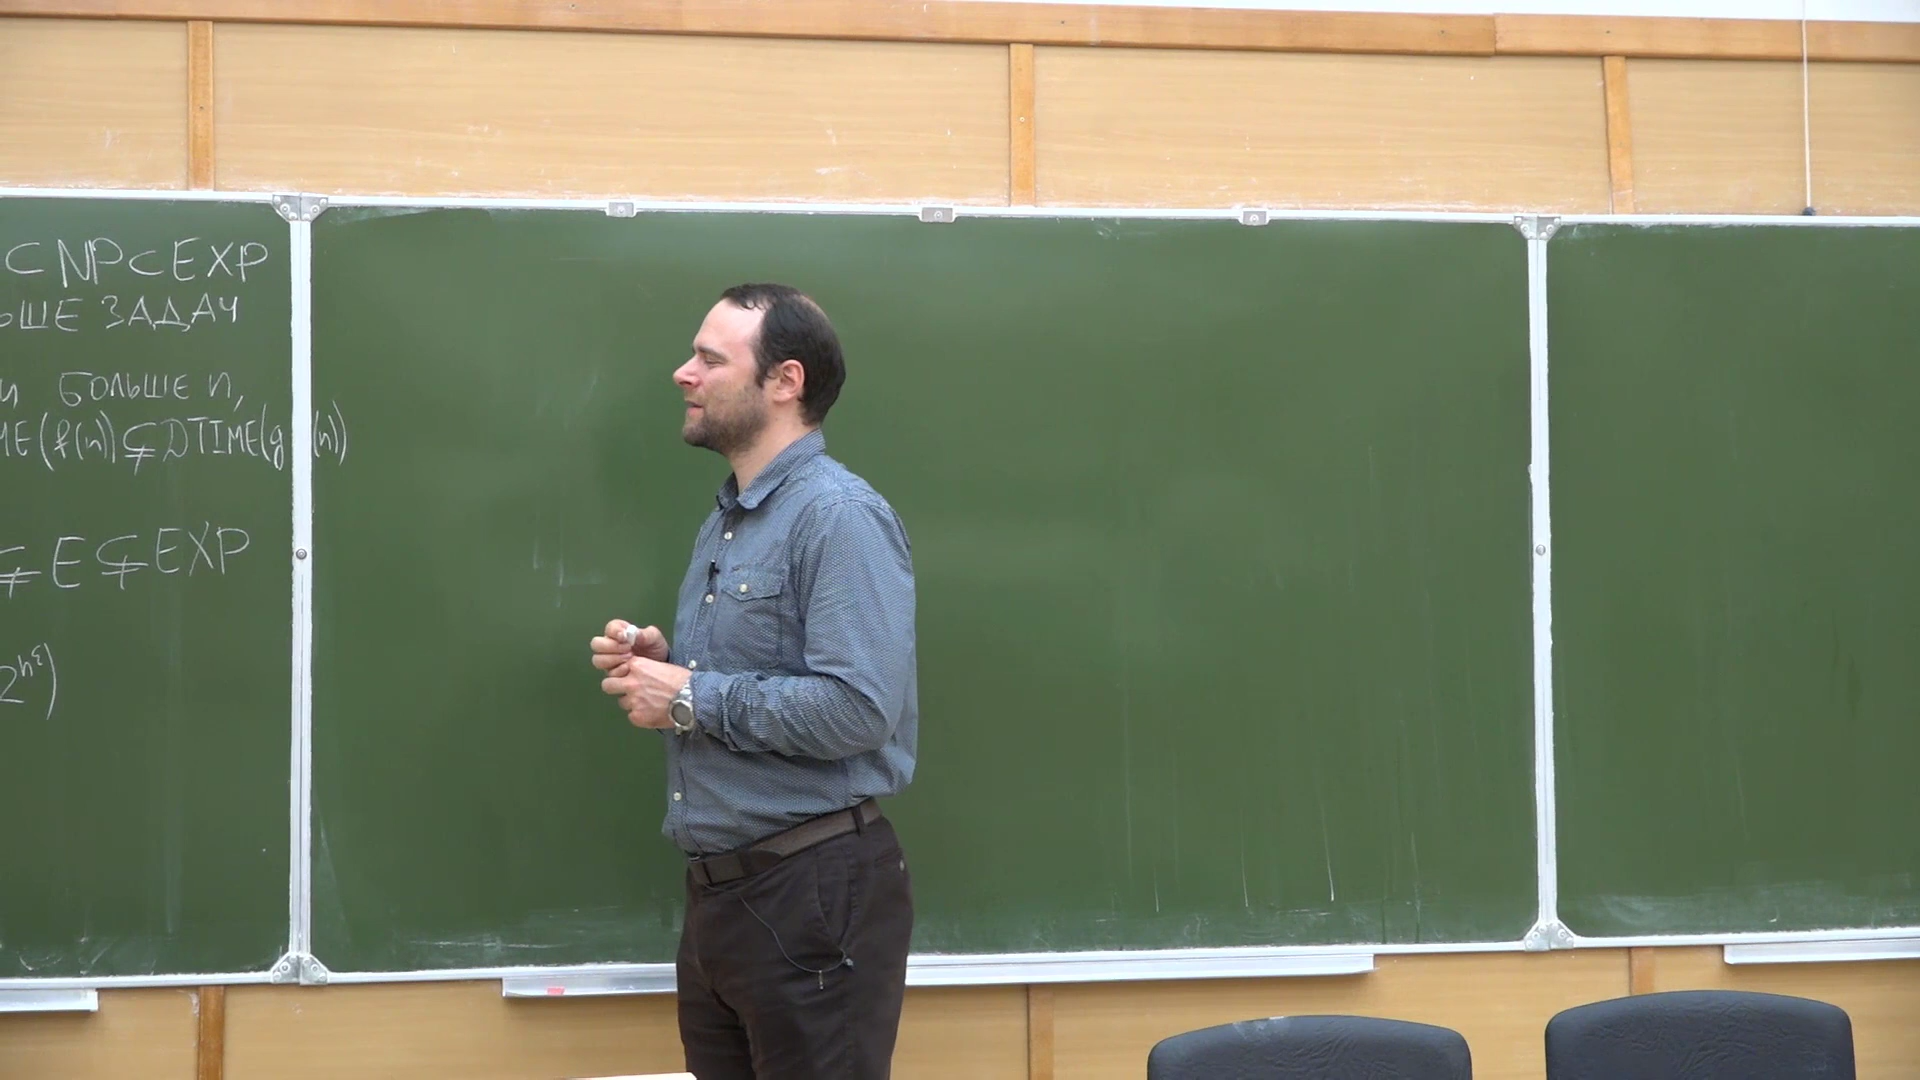 ⊂ NP ⊂ EXP
ЬШЕ ЗАДАЧ
И БОЛЬШЕ n,
ME(f(n)) ⊊ DTIME(g(n))
⊊ E ⊊ EXP
2^{n^ε})